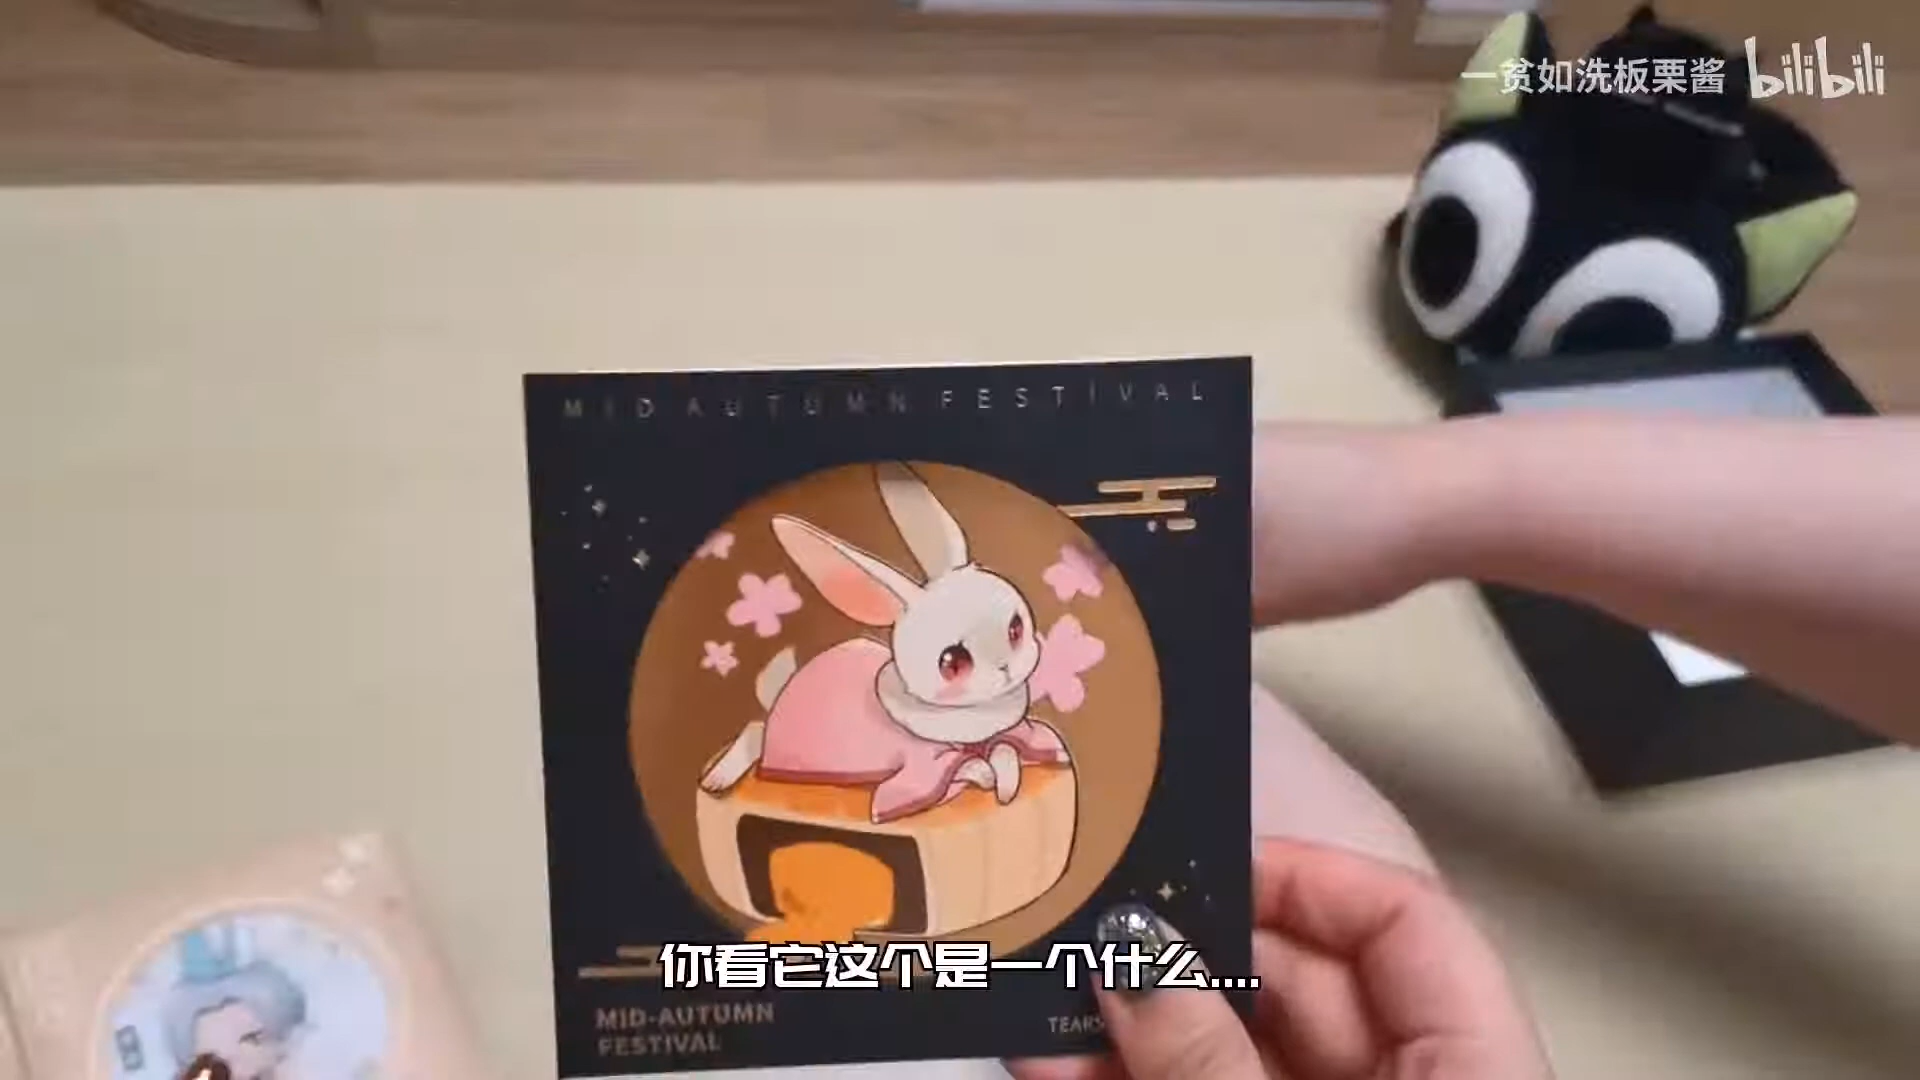 一贫如洗板栗酱 bilibili
MID AUTUMN FESTIVAL
你看它这个是一个什么....
MID-AUTUMN
FESTIVAL
TEARS